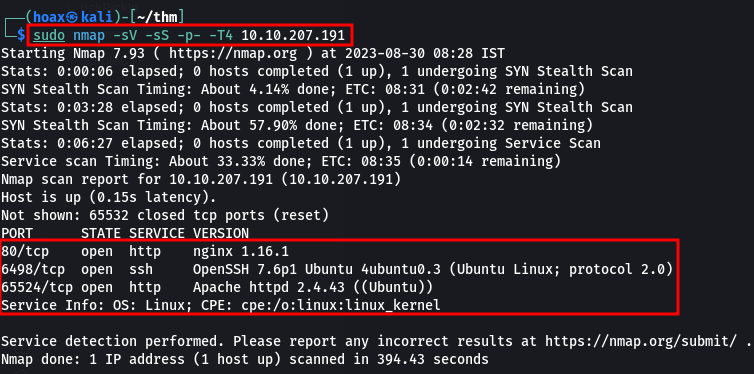 (hoax㉿kali)-[~/thm]
$ sudo nmap -sV -sS -p- -T4 10.10.207.191
Starting Nmap 7.93 ( https://nmap.org ) at 2023-08-30 08:28 IST
Stats: 0:00:06 elapsed; 0 hosts completed (1 up), 1 undergoing SYN Stealth Scan
SYN Stealth Scan Timing: About 4.14% done; ETC: 08:31 (0:02:42 remaining)
Stats: 0:03:28 elapsed; 0 hosts completed (1 up), 1 undergoing SYN Stealth Scan
SYN Stealth Scan Timing: About 57.90% done; ETC: 08:34 (0:02:32 remaining)
Stats: 0:06:27 elapsed; 0 hosts completed (1 up), 1 undergoing Service Scan
Service scan Timing: About 33.33% done; ETC: 08:35 (0:00:14 remaining)
Nmap scan report for 10.10.207.191 (10.10.207.191)
Host is up (0.15s latency).
Not shown: 65532 closed tcp ports (reset)
PORT      STATE SERVICE VERSION
80/tcp    open  http    nginx 1.16.1
6498/tcp  open  ssh     OpenSSH 7.6p1 Ubuntu 4ubuntu0.3 (Ubuntu Linux; protocol 2.0)
65524/tcp open  http    Apache httpd 2.4.43 ((Ubuntu))
Service Info: OS: Linux; CPE: cpe:/o:linux:linux_kernel
Service detection performed. Please report any incorrect results at https://nmap.org/submit/ .
Nmap done: 1 IP address (1 host up) scanned in 394.43 seconds